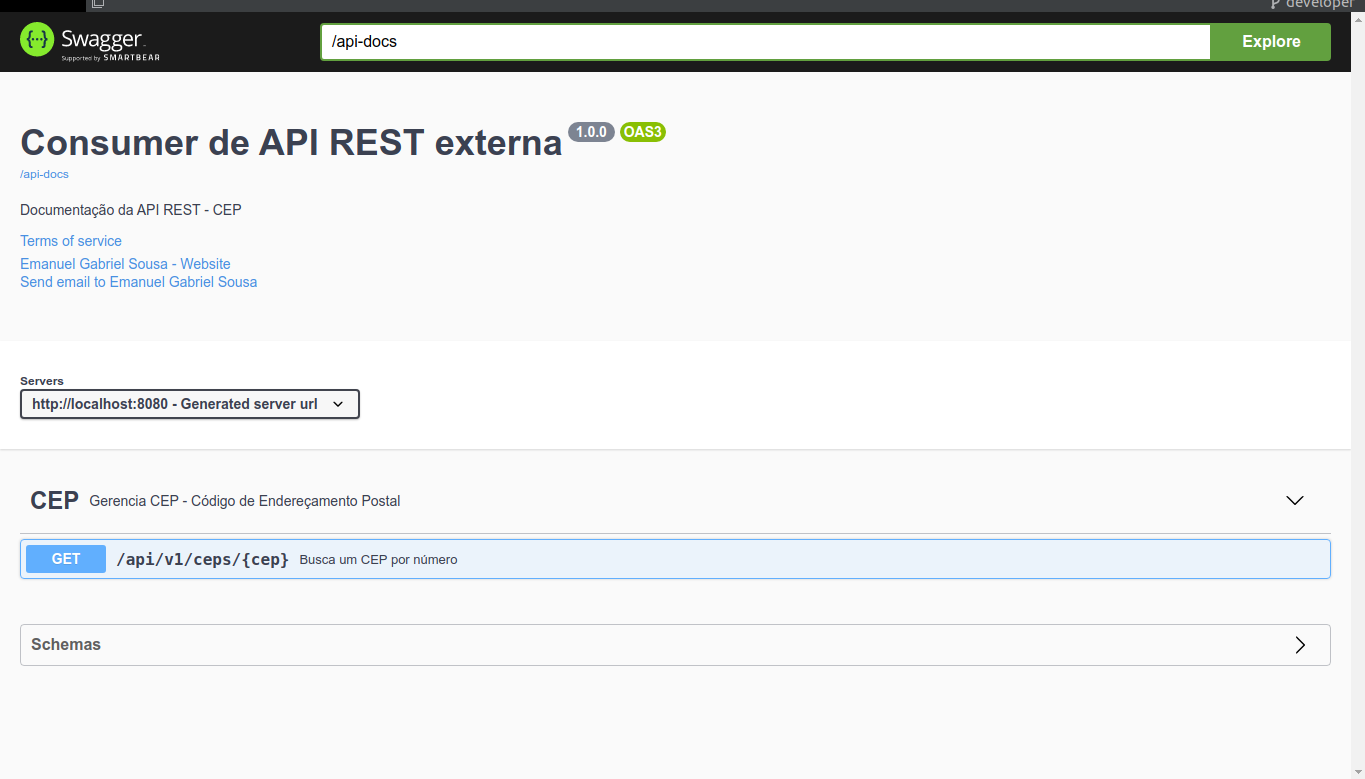 developer
Swagger
Supported by SMARTBEAR
/api-docs
Explore
Consumer de API REST externa 1.0.0 OAS3
/api-docs
Documentação da API REST - CEP
Terms of service
Emanuel Gabriel Sousa - Website
Send email to Emanuel Gabriel Sousa
Servers
http://localhost:8080 - Generated server url
CEP Gerencia CEP - Código de Endereçamento Postal
GET /api/v1/ceps/{cep} Busca um CEP por número
Schemas